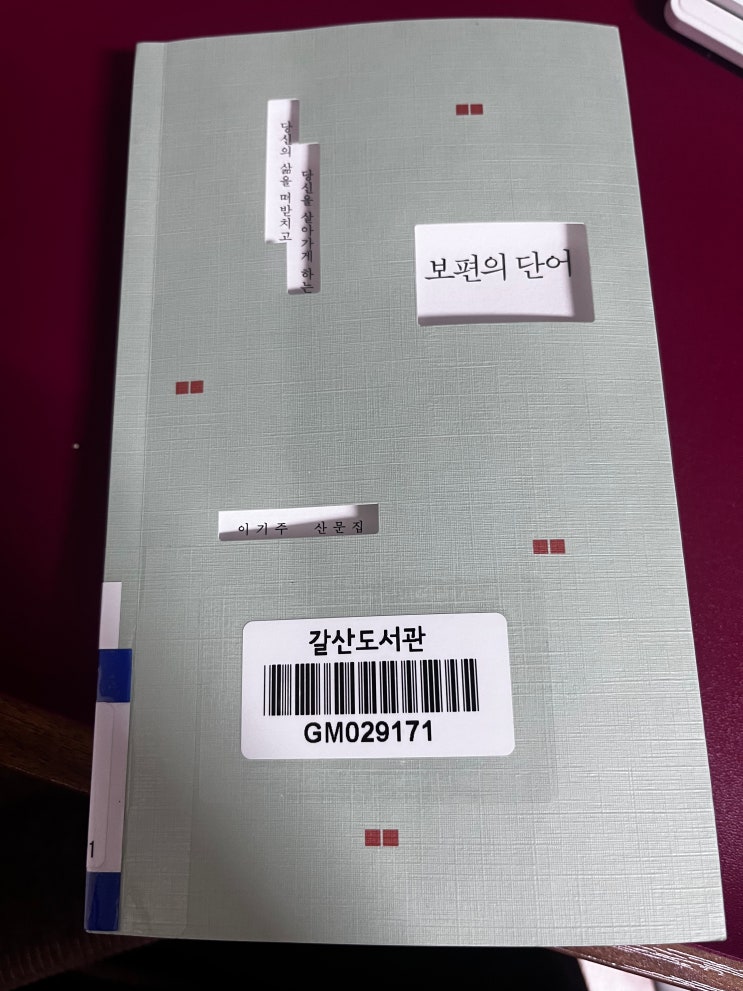 당신의 삶을 떠받치고
당신을 살아가게 하는
보편의 단어
이기주 산문집
갈산도서관
GM029171
1